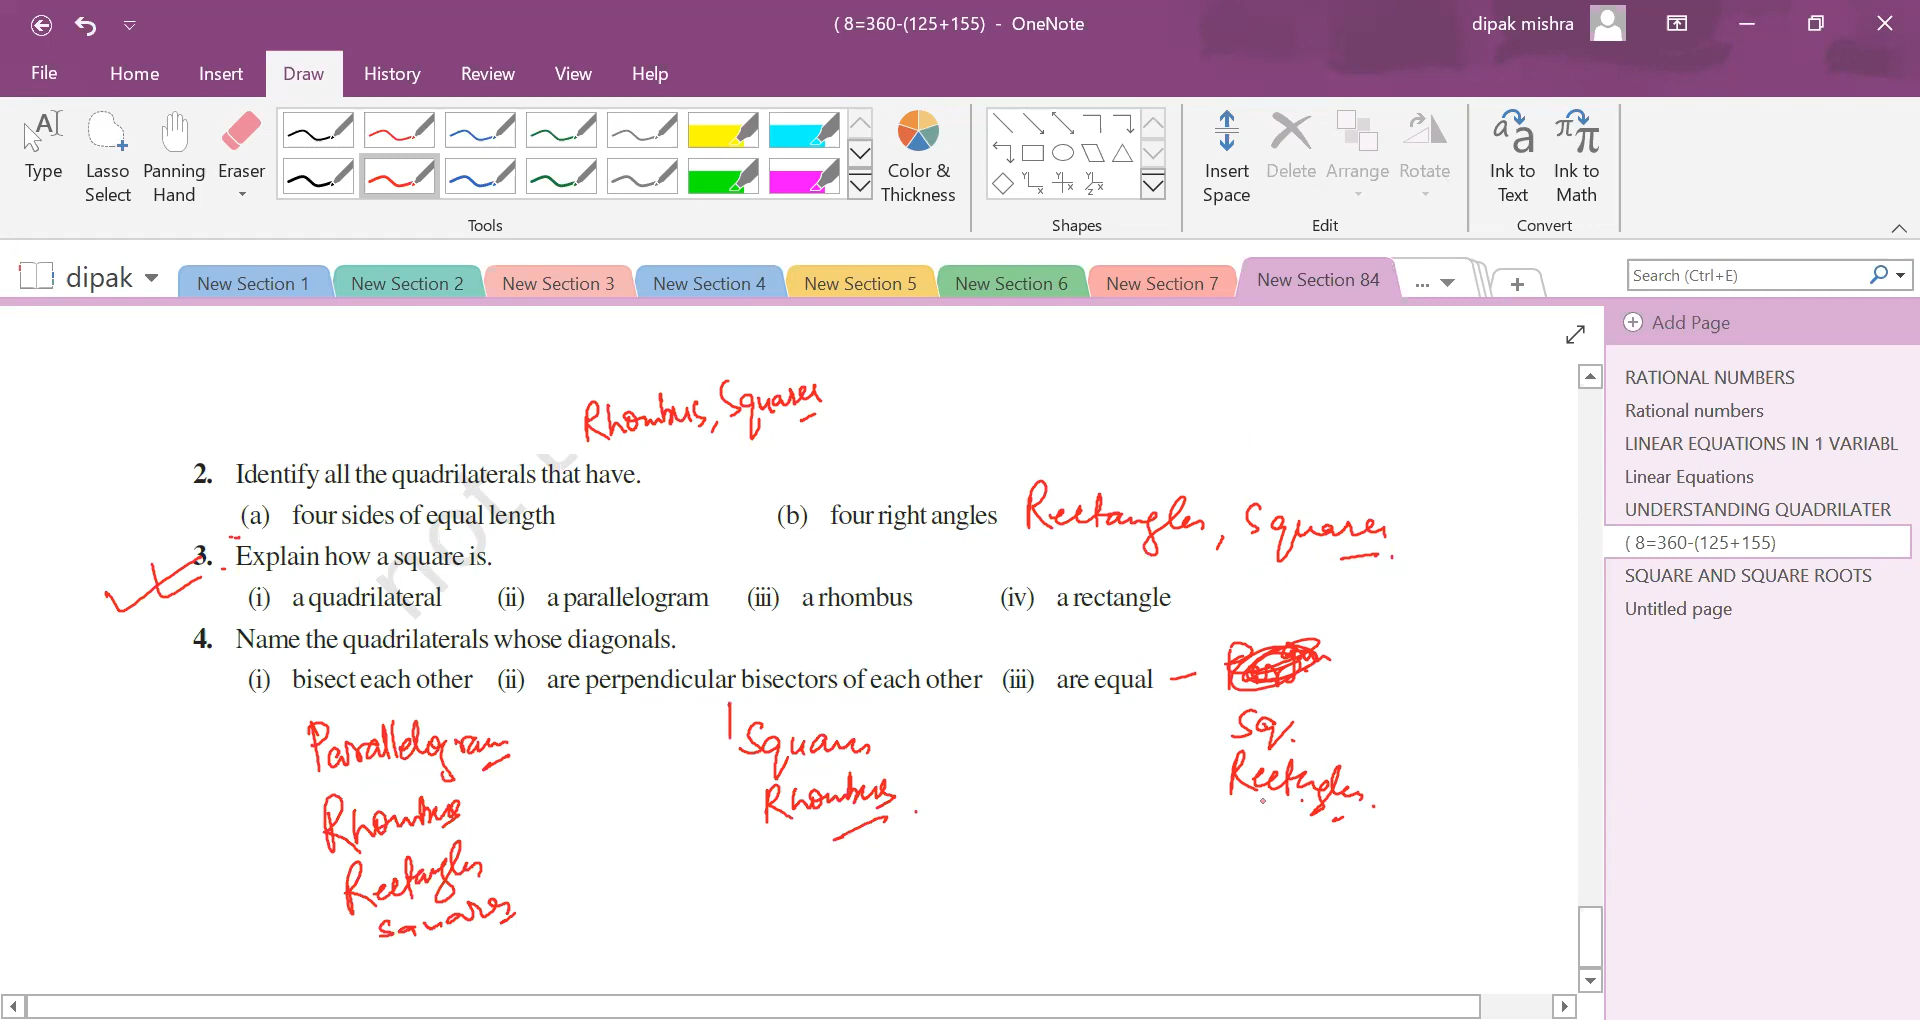 ( 8=360-(125+155) - OneNote
dipak mishra
File Home Insert Draw History Review View Help
Type
Lasso Select
Panning Hand
Eraser
Color & Thickness
Insert Space
Delete
Arrange
Rotate
Ink to Text
Ink to Math
Tools
Shapes
Edit
Convert
dipak
New Section 1
New Section 2
New Section 3
New Section 4
New Section 5
New Section 6
New Section 7
New Section 84
...
Search (Ctrl+E)
Add Page
RATIONAL NUMBERS
Rational numbers
LINEAR EQUATIONS IN 1 VARIABL
Linear Equations
UNDERSTANDING QUADRILATER
( 8=360-(125+155)
SQUARE AND SQUARE ROOTS
Untitled page
Rhombus, Squares
2. Identify all the quadrilaterals that have.
(a) four sides of equal length (b) four right angles Rectangles, Squares.
3. Explain how a square is.
(i) a quadrilateral (ii) a parallelogram (iii) a rhombus (iv) a rectangle
4. Name the quadrilaterals whose diagonals.
(i) bisect each other (ii) are perpendicular bisectors of each other (iii) are equal -
Parallelogram
Rhombus
Rectangles
squares
Squares
Rhombus.
Sq.
Rectangles.
not